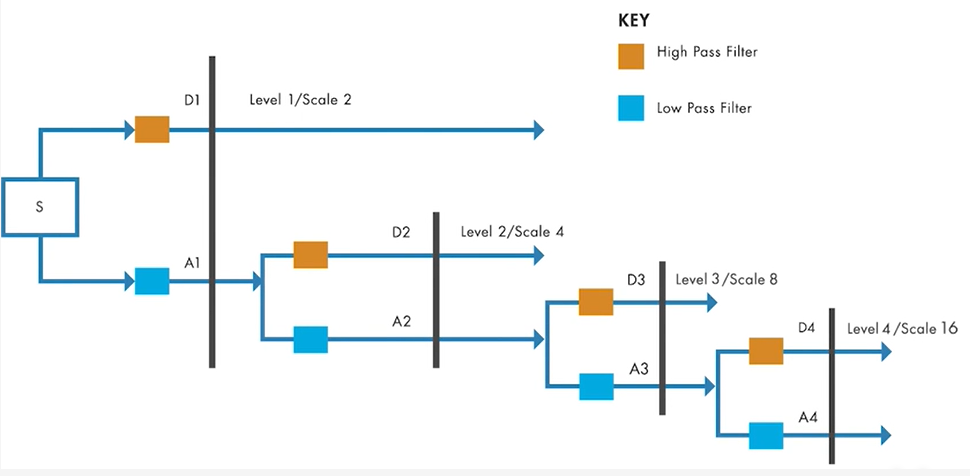 KEY
High Pass Filter
Low Pass Filter
D1
Level 1/Scale 2
S
A1
D2
Level 2/Scale 4
A2
D3
Level 3/Scale 8
A3
D4
Level 4/Scale 16
A4